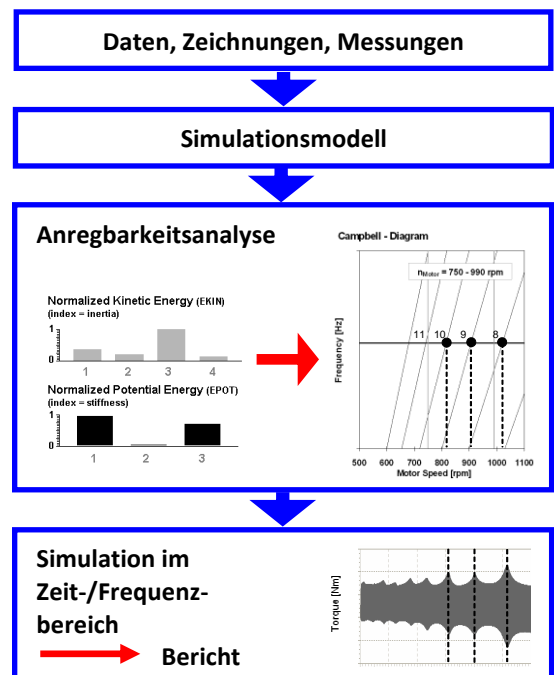 Daten, Zeichnungen, Messungen
Simulationsmodell
Anregbarkeitsanalyse
Normalized Kinetic Energy (EKIN)
(index = inertia)
1
0
1 2 3 4
Normalized Potential Energy (EPOT)
(index = stiffness)
1
0
1 2 3
Campbell - Diagram
n Motor = 750 - 990 rpm
Frequency [Hz]
11 10 9 8
500 600 700 800 900 1000 1100
Motor Speed [rpm]
Simulation im
Zeit-/Frequenz-
bereich
Bericht
Torque [Nm]